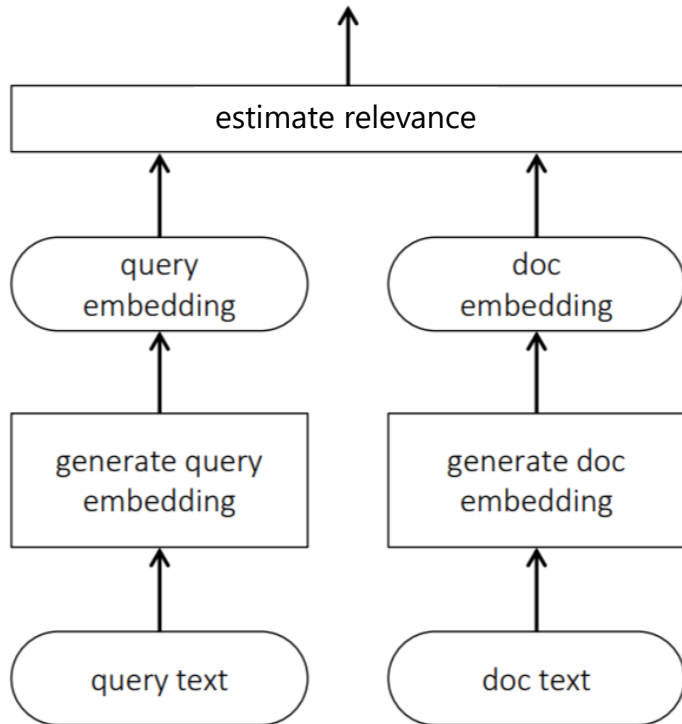 estimate relevance
query
embedding
doc
embedding
generate query
embedding
generate doc
embedding
query text
doc text